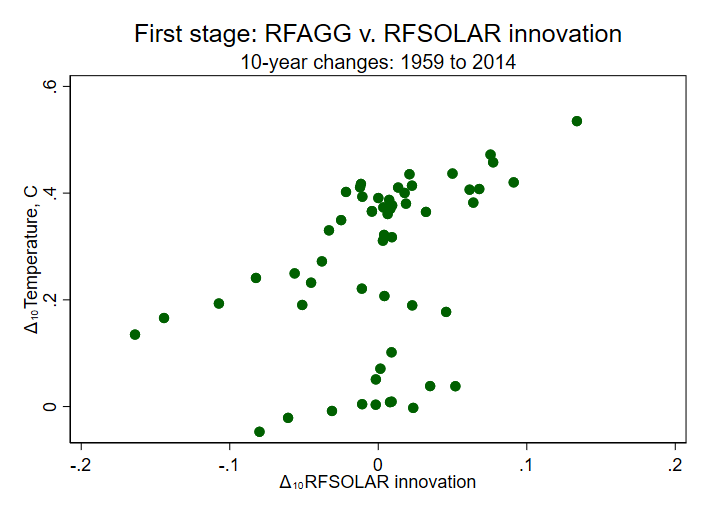 First stage: RFAGG v. RFSOLAR innovation
10-year changes: 1959 to 2014
Δ₁₀Temperature, C
.6
.4
.2
0
-.2
-.1
0
.1
.2
Δ₁₀RFSOLAR innovation